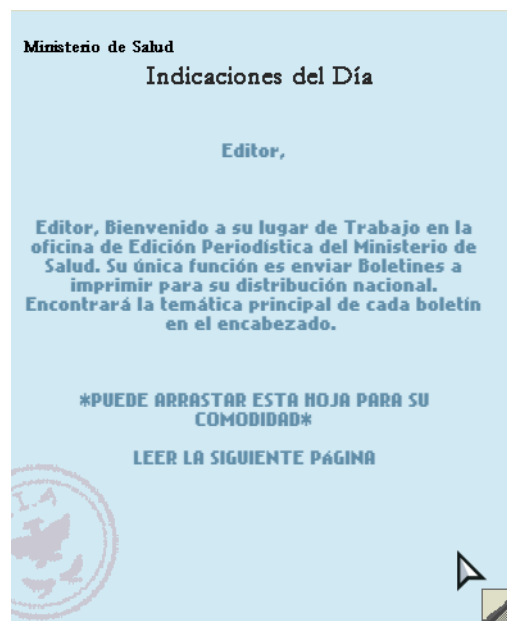 Ministerio de Salud
Indicaciones del Día
Editor,
Editor, Bienvenido a su lugar de Trabajo en la
oficina de Edición Periodística del Ministerio de
Salud. Su única función es enviar Boletines a
imprimir para su distribución nacional.
Encontrará la temática principal de cada boletín
en el encabezado.
*PUEDE ARRASTAR ESTA HOJA PARA SU
COMODIDAD*
LEER LA SIGUIENTE PÁGINA